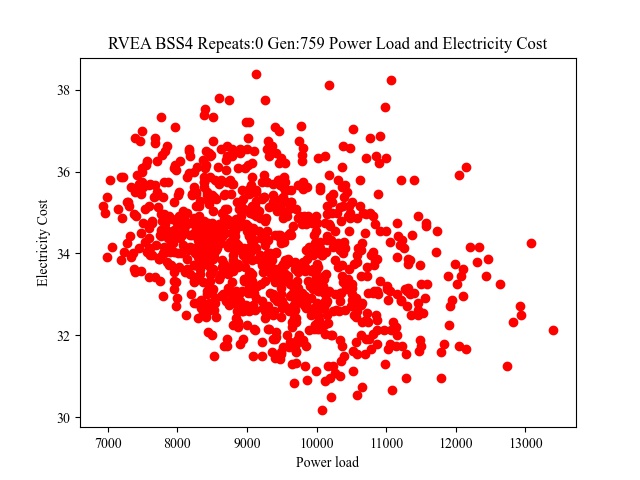 RVEA BSS4 Repeats:0 Gen:759 Power Load and Electricity Cost
38
36
34
32
30
Electricity Cost
7000 8000 9000 10000 11000 12000 13000
Power load